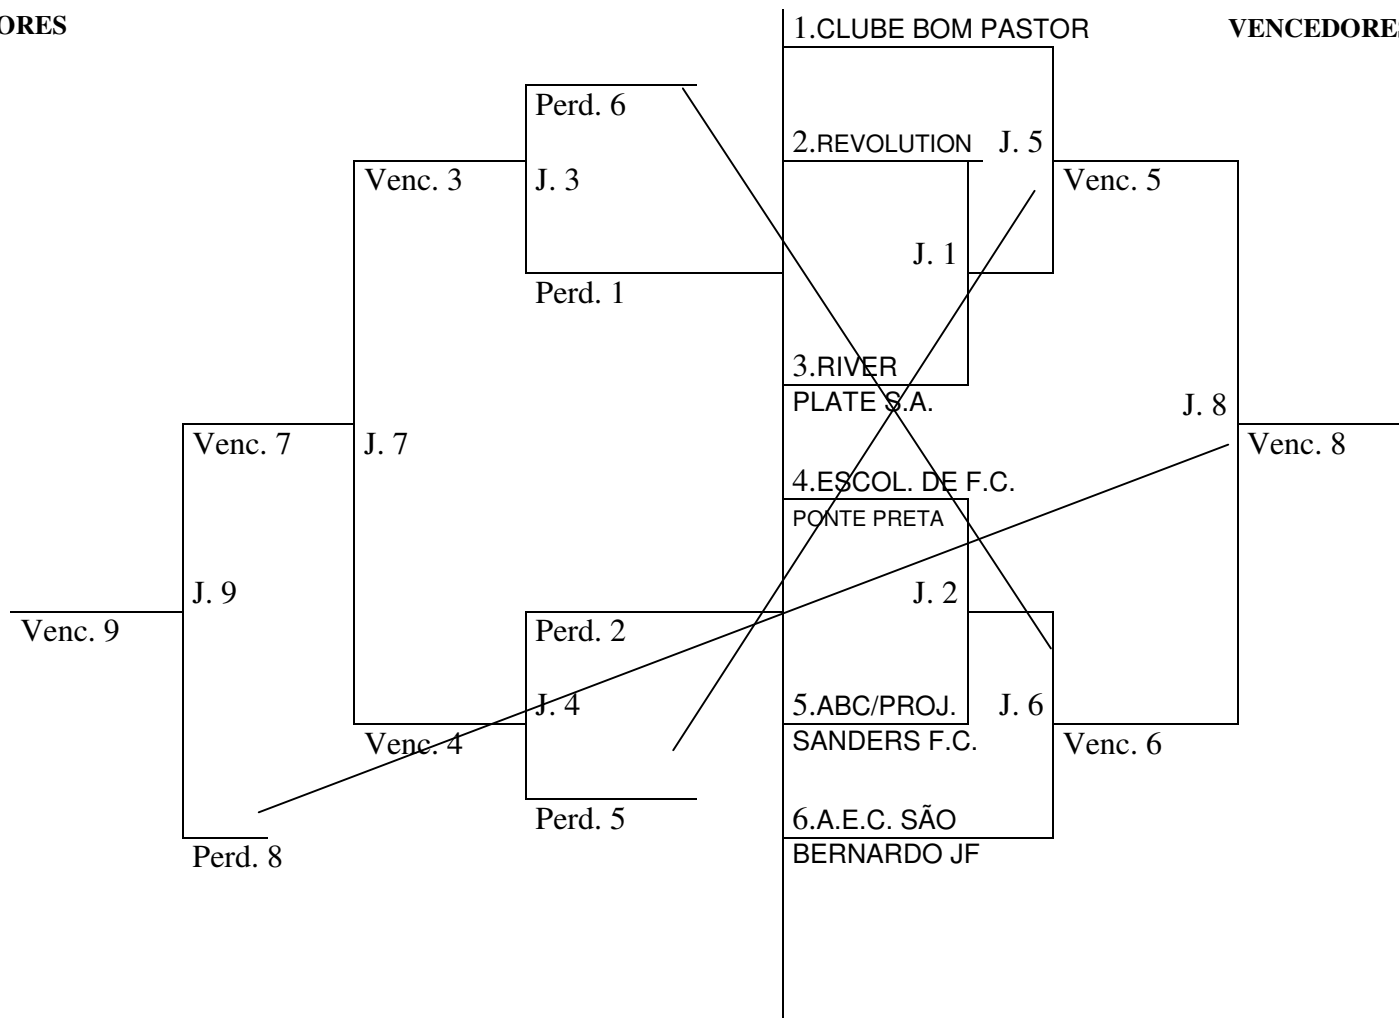 ORES
VENCEDORES
1.CLUBE BOM PASTOR
Perd. 6
2.REVOLUTION
J. 5
Venc. 3
J. 3
Venc. 5
J. 1
Perd. 1
3.RIVER
PLATE S.A.
J. 8
Venc. 7
J. 7
Venc. 8
4.ESCOL. DE F.C.
PONTE PRETA
J. 9
J. 2
Venc. 9
Perd. 2
J. 4
5.ABC/PROJ.
SANDERS F.C.
J. 6
Venc. 4
Venc. 6
Perd. 5
6.A.E.C. SÃO
BERNARDO JF
Perd. 8